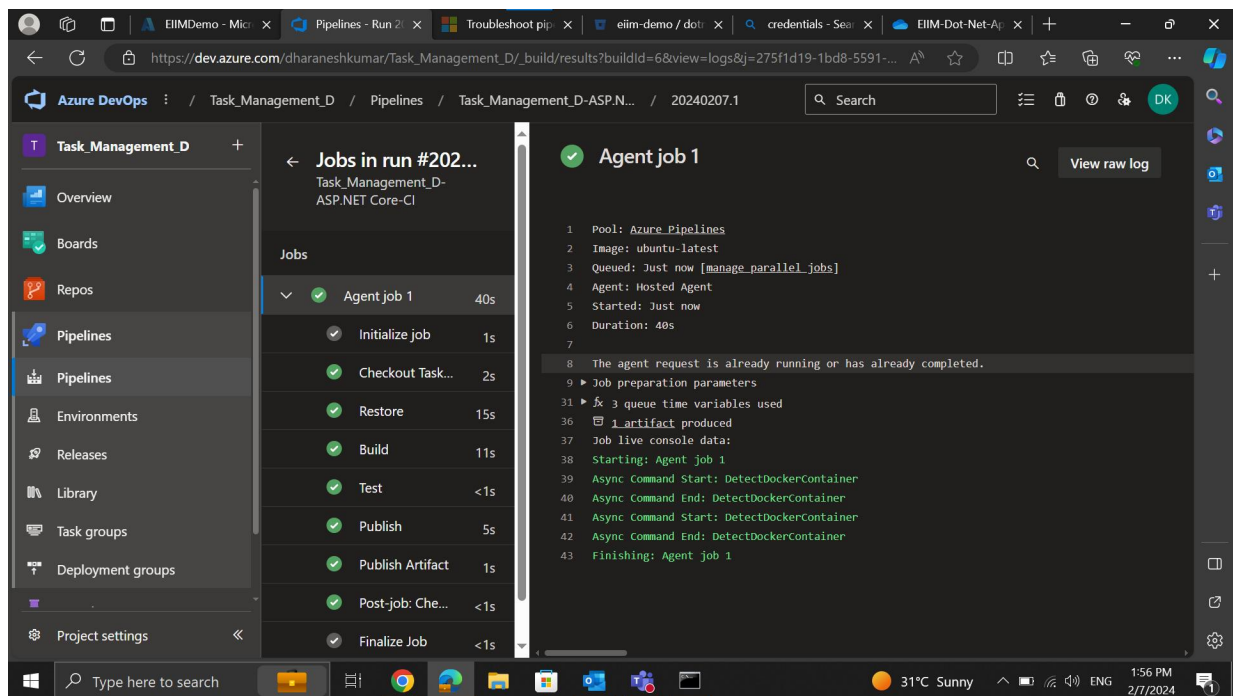 EIIMDemo - Micr
Pipelines - Run 2
Troubleshoot pip
eiim-demo / dotr
credentials - Sear
EIIM-Dot-Net-Ap
https://dev.azure.com/dharaneshkumar/Task_Management_D/_build/results?buildId=6&view=logs&j=275f1d19-1bd8-5591-...
Azure DevOps / Task_Management_D / Pipelines / Task_Management_D-ASP.N... / 20240207.1
Search
DK
T Task_Management_D
Overview
Boards
Repos
Pipelines
Pipelines
Environments
Releases
Library
Task groups
Deployment groups
Project settings
Jobs in run #202...
Task_Management_D-
ASP.NET Core-CI
Jobs
Agent job 1 40s
Initialize job 1s
Checkout Task... 2s
Restore 15s
Build 11s
Test <1s
Publish 5s
Publish Artifact 1s
Post-job: Che... <1s
Finalize Job <1s
Agent job 1
View raw log
1 Pool: Azure Pipelines
2 Image: ubuntu-latest
3 Queued: Just now [manage parallel jobs]
4 Agent: Hosted Agent
5 Started: Just now
6 Duration: 40s
7
8 The agent request is already running or has already completed.
9 Job preparation parameters
31 fx 3 queue time variables used
36 1 artifact produced
37 Job live console data:
38 Starting: Agent job 1
39 Async Command Start: DetectDockerContainer
40 Async Command End: DetectDockerContainer
41 Async Command Start: DetectDockerContainer
42 Async Command End: DetectDockerContainer
43 Finishing: Agent job 1
Type here to search
31°C Sunny
ENG
1:56 PM
2/7/2024